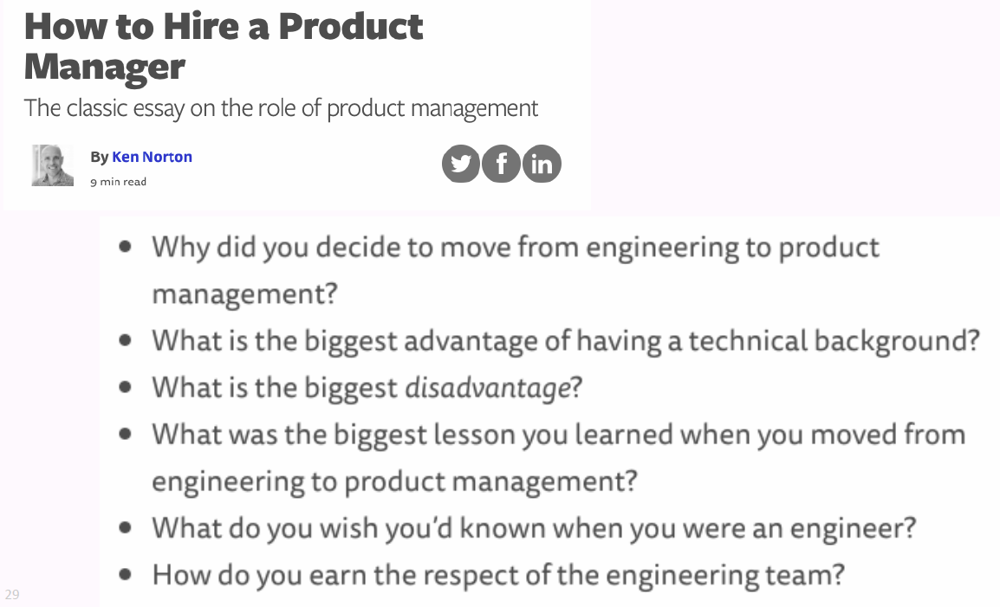 How to Hire a Product
Manager
The classic essay on the role of product management
By Ken Norton
9 min read
• Why did you decide to move from engineering to product
management?
• What is the biggest advantage of having a technical background?
• What is the biggest disadvantage?
• What was the biggest lesson you learned when you moved from
engineering to product management?
• What do you wish you’d known when you were an engineer?
• How do you earn the respect of the engineering team?
29